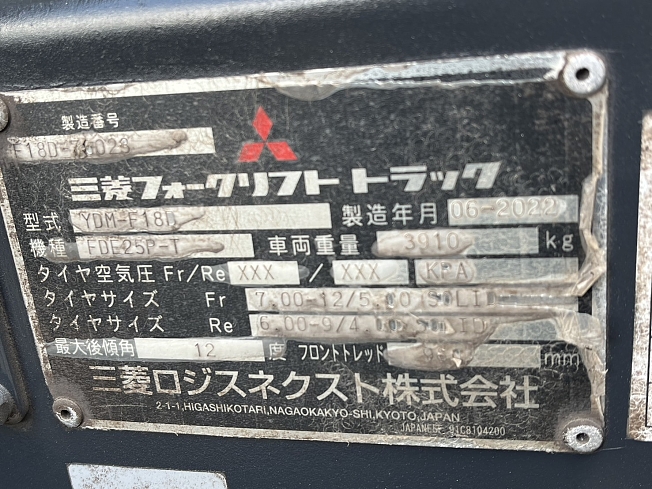 製造番号
三菱フォークリフト トラック
型式 YDM-F18D 製造年月 06-2022
機種 FDE25P-T 車両重量 3910 kg
タイヤ空気圧 Fr/Re XXX / XXX KPA
タイヤサイズ Fr 7.00-12/5.00 SOLID
タイヤサイズ Re 6.00-9/4.00 SOLID
最大後傾角 12 度 フロントトレッド mm
三菱ロジスネクスト株式会社
2-1-1,HIGASHIKOTARI,NAGAOKAKYO-SHI,KYOTO,JAPAN
JAPANESE 91CB104200